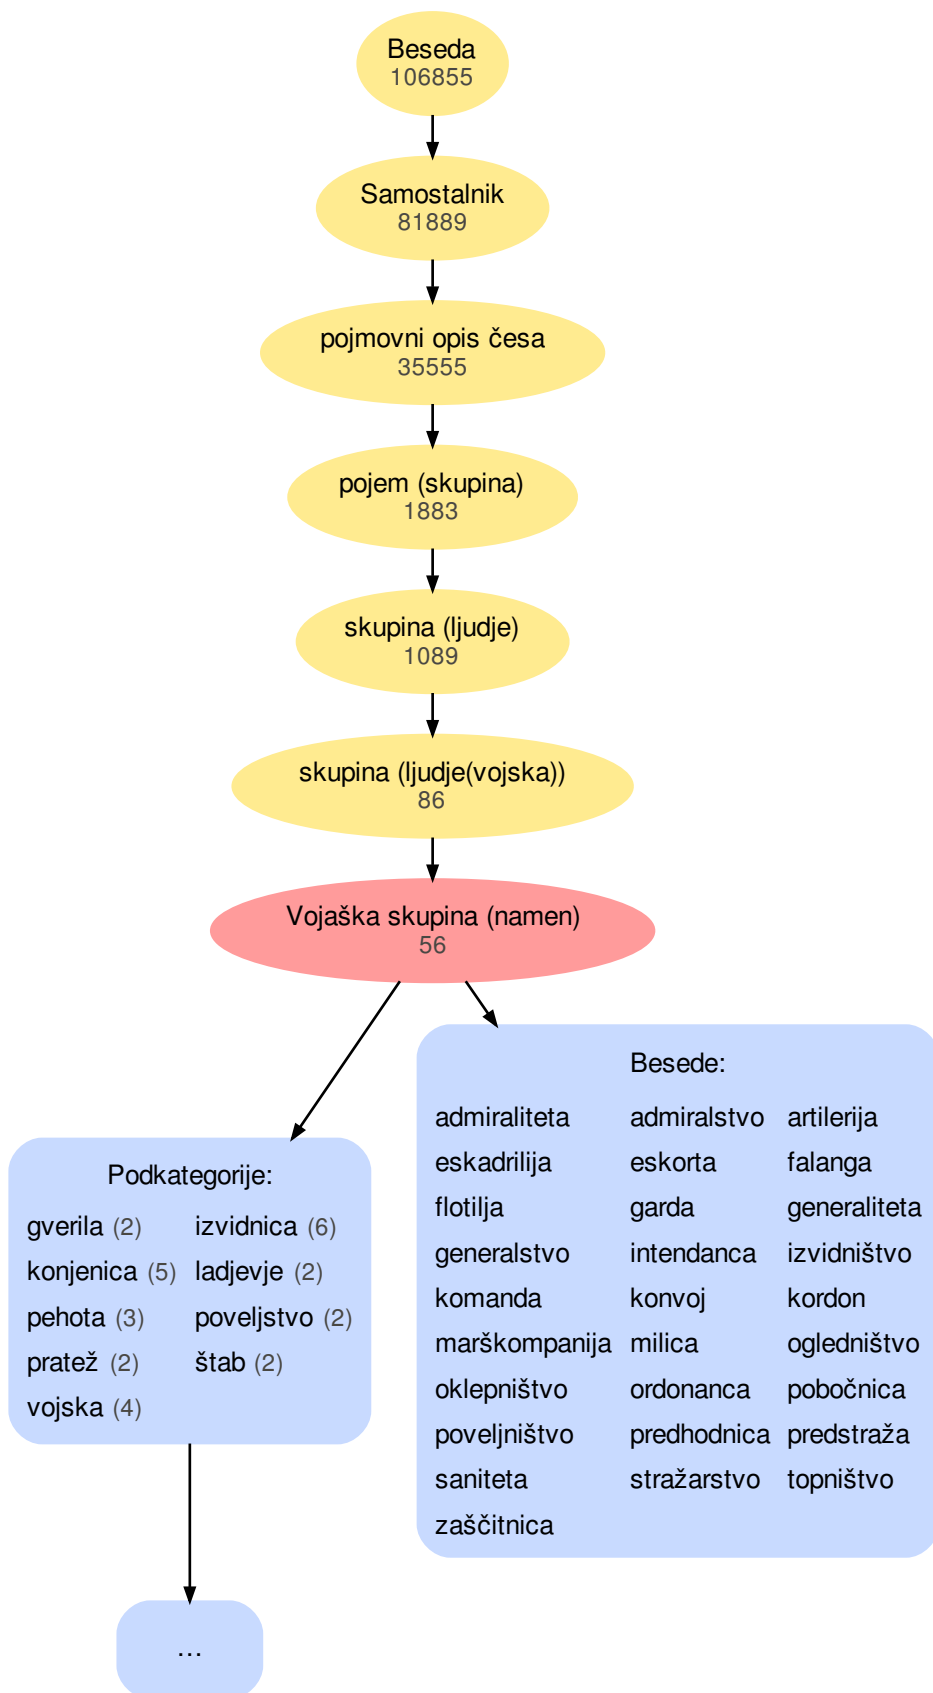 Beseda
106855
Samostalnik
81889
pojmovni opis česa
35555
pojem (skupina)
1883
skupina (ljudje)
1089
skupina (ljudje(vojska))
86
Vojaška skupina (namen)
56
Podkategorije:
gverila (2) izvidnica (6)
konjenica (5) ladjevje (2)
pehota (3) poveljstvo (2)
pratež (2) štab (2)
vojska (4)
...
Besede:
admiraliteta admiralstvo artilerija
eskadrilija eskorta falanga
flotilja garda generaliteta
generalstvo intendanca izvidništvo
komanda konvoj kordon
marškompanija milica ogledništvo
oklepništvo ordonanca pobočnica
poveljništvo predhodnica predstraža
saniteta stražarstvo topništvo
zaščitnica